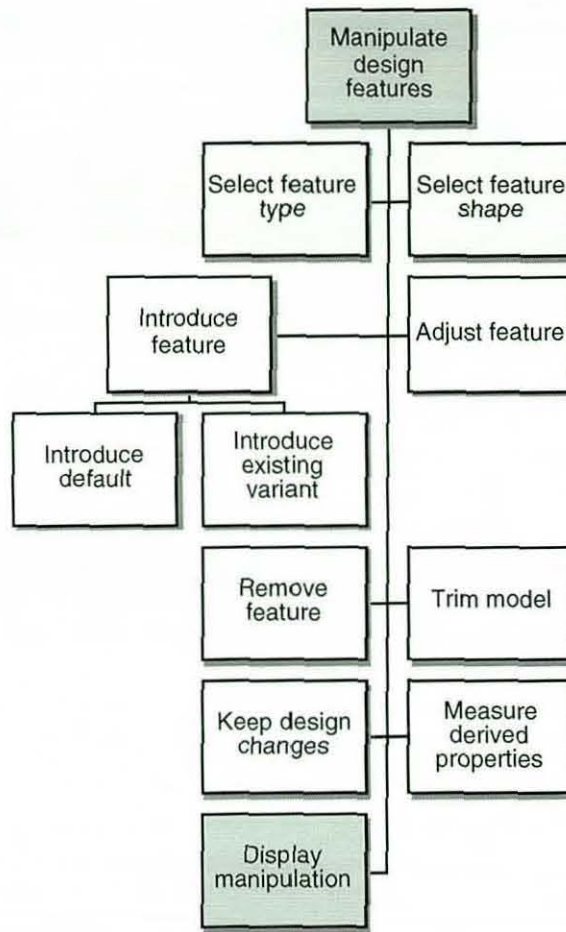 Manipulate
design
features
Select feature
type
Select feature
shape
Introduce
feature
Adjust feature
Introduce
default
Introduce
existing
variant
Remove
feature
Trim model
Keep design
changes
Measure
derived
properties
Display
manipulation